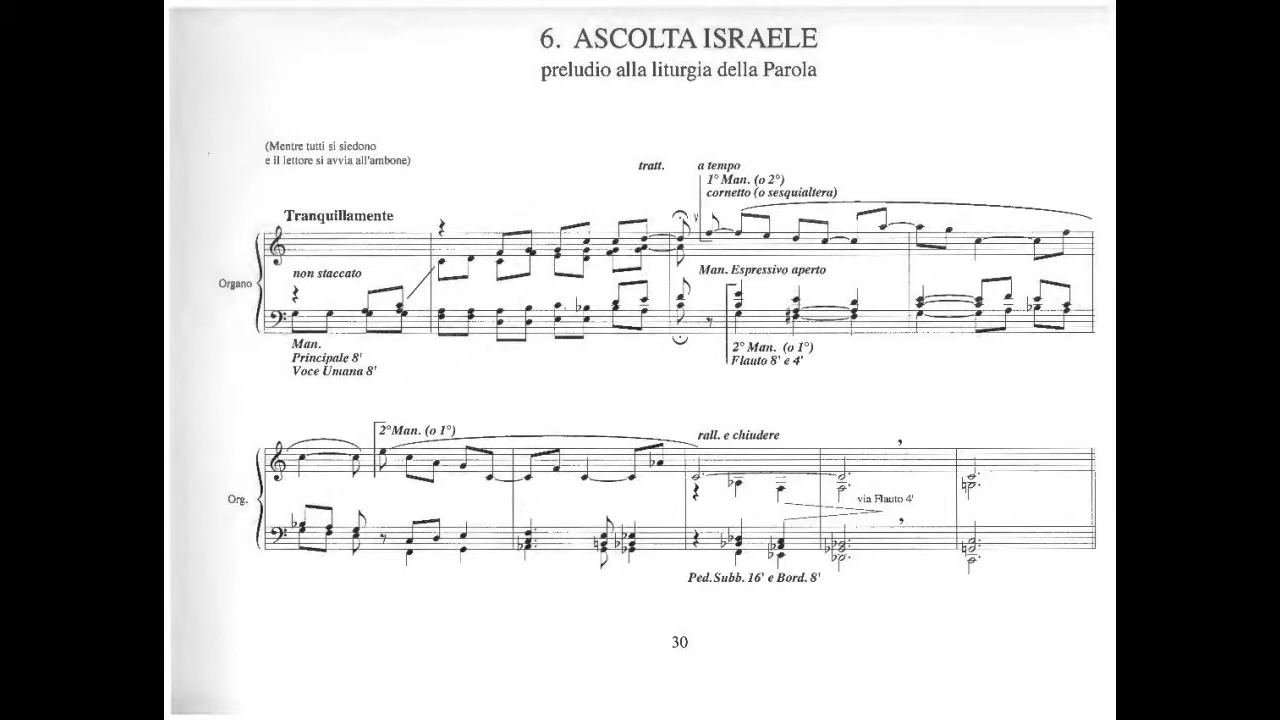 6. ASCOLTA ISRAELE
preludio alla liturgia della Parola
(Mentre tutti si siedono
e il lettore si avvia all'ambone)
tratt.
a tempo
1° Man. (o 2°)
cornetto (o sesquialtera)
Tranquillamente
non staccato
Man. Espressivo aperto
Organo
Man.
Principale 8'
Voce Umana 8'
2° Man. (o 1°)
Flauto 8' e 4'
2° Man. (o 1°)
rall. e chiudere
Org.
via Flauto 4'
Ped. Subb. 16' e Bord. 8'
30